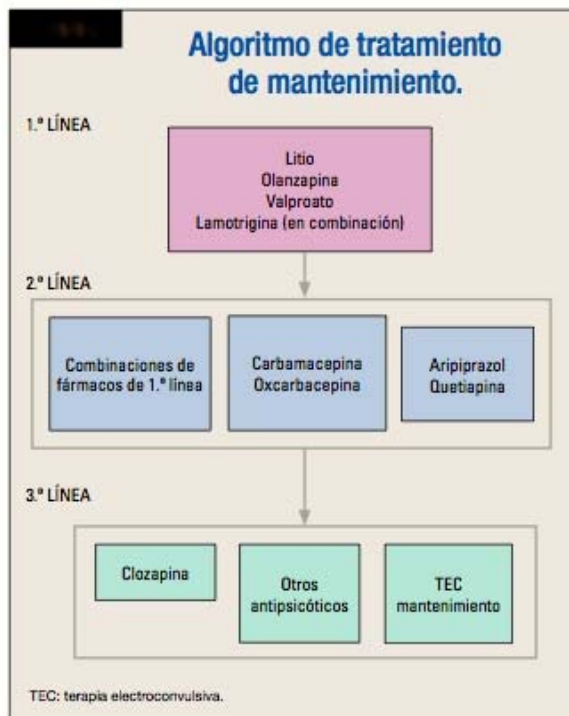 Algoritmo de tratamiento
de mantenimiento.
1.ª LÍNEA
Litio
Olanzapina
Valproato
Lamotrigina (en combinación)
2.ª LÍNEA
Combinaciones de
fármacos de 1.ª línea
Carbamacepina
Oxcarbacepina
Aripiprazol
Quetiapina
3.ª LÍNEA
Clozapina
Otros
antipsicóticos
TEC
mantenimiento
TEC: terapia electroconvulsiva.